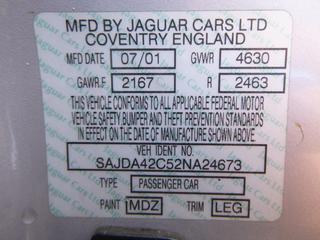 MFD BY JAGUAR CARS LTD
COVENTRY ENGLAND
MFD DATE 07/01 GVWR 4630
GAWR.F 2167 R 2463
THIS VEHICLE CONFORMS TO ALL APPLICABLE FEDERAL MOTOR
VEHICLE SAFETY BUMPER AND THEFT PREVENTION STANDARDS
IN EFFECT ON THE DATE OF MANUFACTURE SHOWN ABOVE.
VEH IDENT NO.
SAJDA42C52NA24673
TYPE PASSENGER CAR
PAINT MDZ TRIM LEG